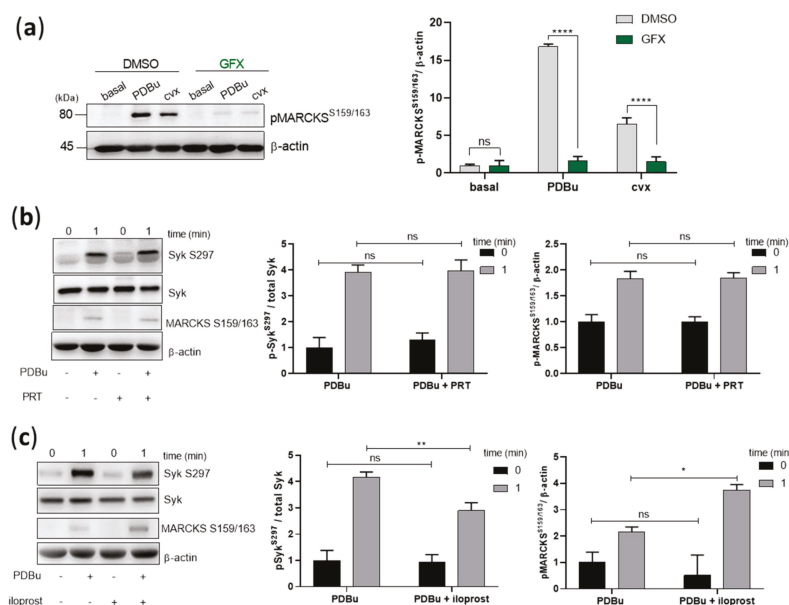 (a)
DMSO
GFX
basal
PDBu
cvx
basal
PDBu
cvx
(kDa)
80
45
pMARCKS^S159/163
β-actin
p-MARCKS^S159/163/ β-actin
20
15
10
5
0
ns
****
****
basal
PDBu
cvx
DMSO
GFX
(b)
0 1 0 1 time (min)
Syk S297
Syk
MARCKS S159/163
β-actin
PDBu - + - +
PRT - - + +
p-Syk^S297 / total Syk
5
4
3
2
1
0
ns
ns
PDBu
PDBu + PRT
time (min)
0
1
p-MARCKS^S159/163/ β-actin
2.5
2.0
1.5
1.0
0.5
0.0
ns
ns
PDBu
PDBu + PRT
time (min)
0
1
(c)
0 1 0 1 time (min)
Syk S297
Syk
MARCKS S159/163
β-actin
PDBu - + - +
iloprost - - + +
pSyk^S297 / total Syk
5
4
3
2
1
0
**
ns
PDBu
PDBu + iloprost
time (min)
0
1
pMARCKS^S159/163/ β-actin
5
4
3
2
1
0
*
ns
PDBu
PDBu + iloprost
time (min)
0
1